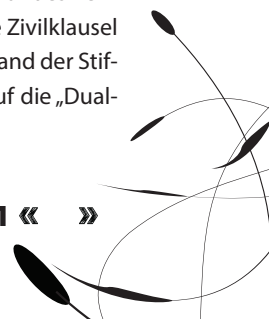 e Zivilklausel
and der Stif-
uf die „Dual-
« »